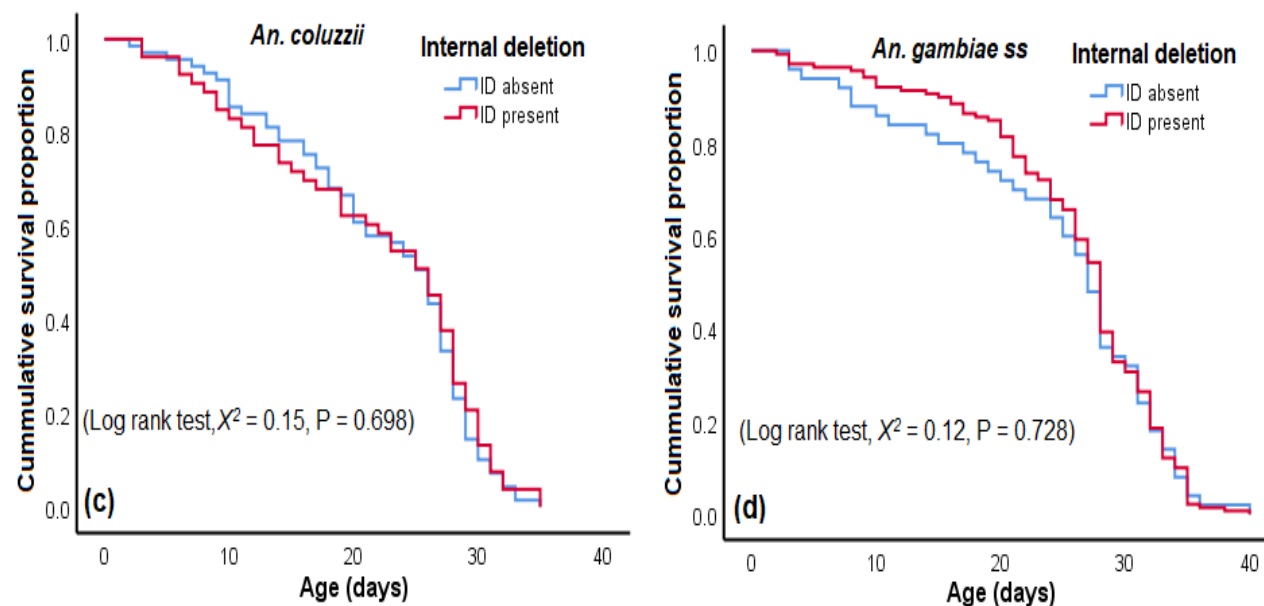 An. coluzzii
Internal deletion
ID absent
ID present
Cummulative survival proportion
1.0
0.8
0.6
0.4
0.2
0.0
(Log rank test, X² = 0.15, P = 0.698)
(c)
0 10 20 30 40
Age (days)
An. gambiae ss
Internal deletion
ID absent
ID present
Cummulative survival proportion
1.0
0.8
0.6
0.4
0.2
0.0
(Log rank test, X² = 0.12, P = 0.728)
(d)
0 10 20 30 40
Age (days)